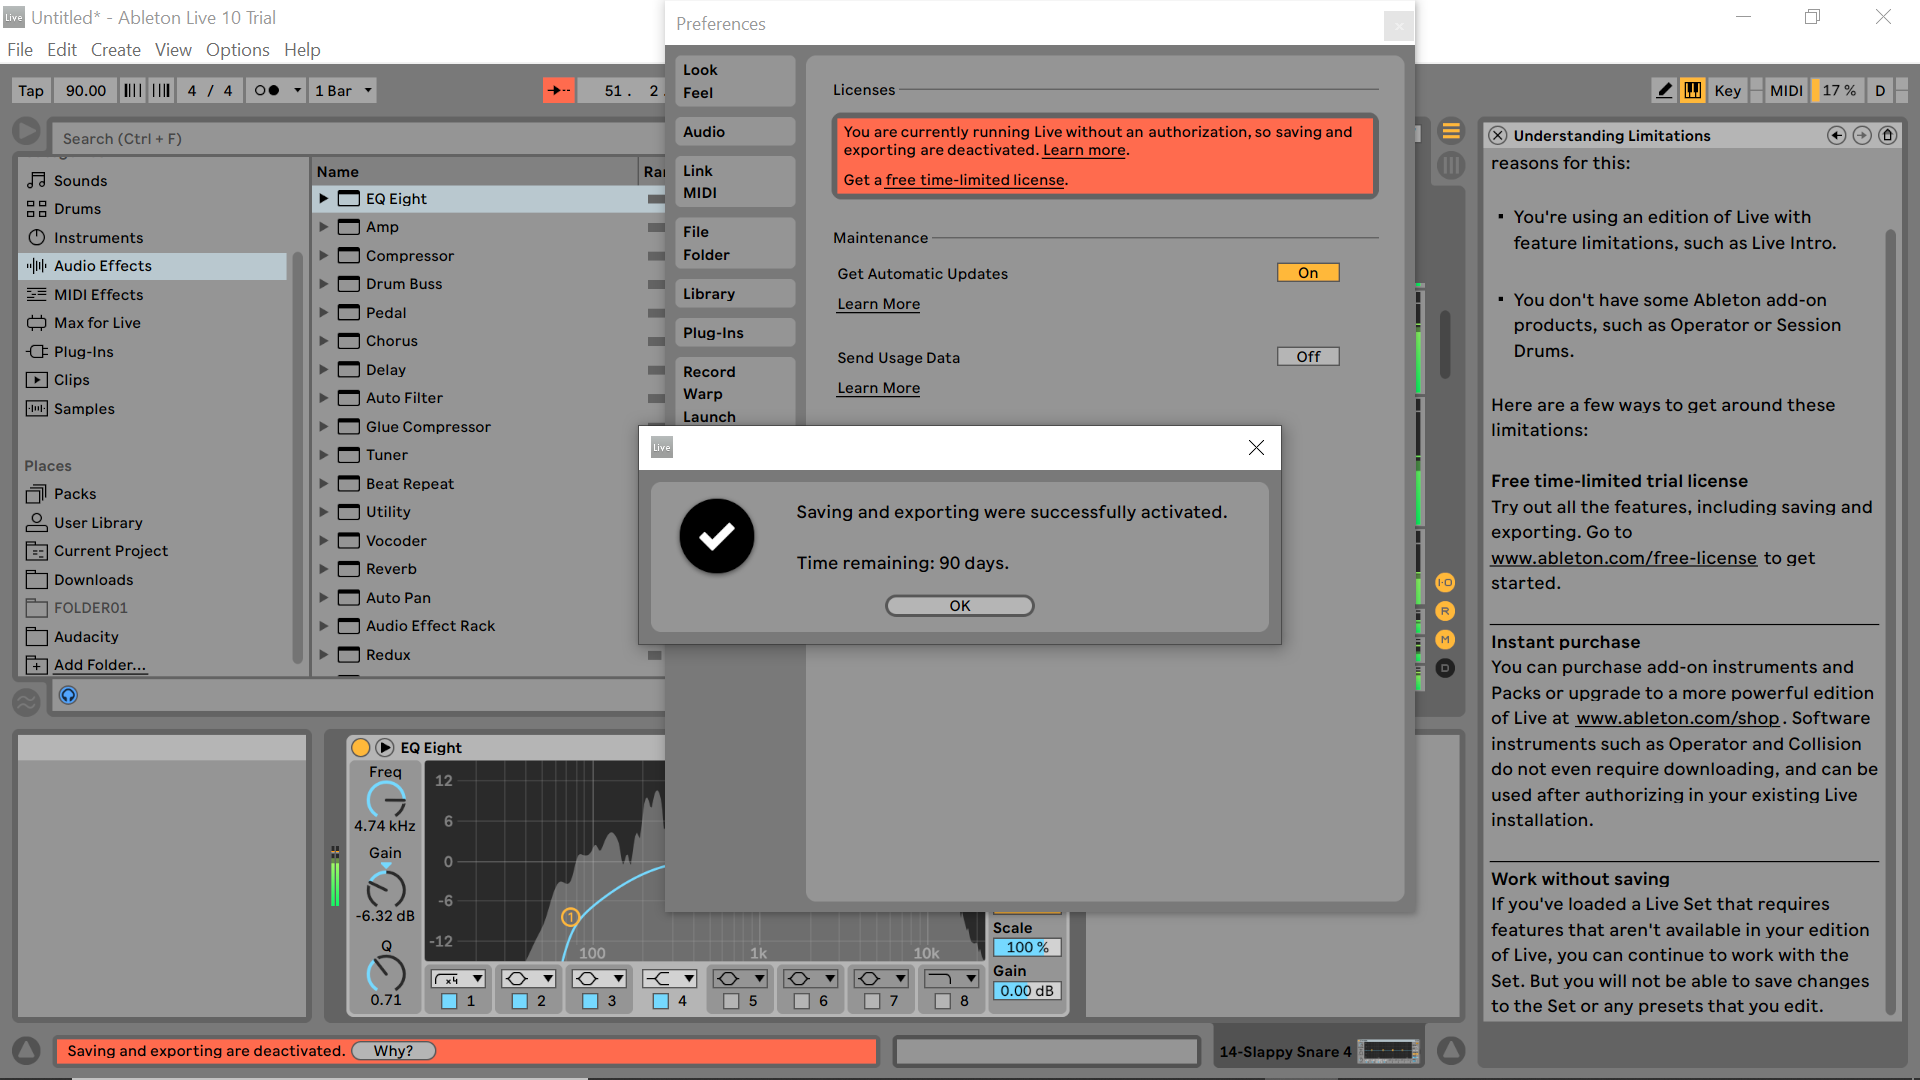 Live Untitled* - Ableton Live 10 Trial
File Edit Create View Options Help
Tap 90.00 4 / 4 1 Bar 51. 2.
Key MIDI 17 % D
Search (Ctrl + F)
Sounds
Drums
Instruments
Audio Effects
MIDI Effects
Max for Live
Plug-Ins
Clips
Samples
Places
Packs
User Library
Current Project
Downloads
FOLDER01
Audacity
Add Folder...
Name
EQ Eight
Amp
Compressor
Drum Buss
Pedal
Chorus
Delay
Auto Filter
Glue Compressor
Tuner
Beat Repeat
Utility
Vocoder
Reverb
Auto Pan
Audio Effect Rack
Redux
Preferences
Look
Feel
Audio
Link
MIDI
File
Folder
Library
Plug-Ins
Record
Warp
Launch
Licenses
You are currently running Live without an authorization, so saving and
exporting are deactivated. Learn more.
Get a free time-limited license.
Maintenance
Get Automatic Updates On
Learn More
Send Usage Data Off
Learn More
Live
Saving and exporting were successfully activated.
Time remaining: 90 days.
OK
I·O
R
M
D
Understanding Limitations
reasons for this:
▪ You're using an edition of Live with
feature limitations, such as Live Intro.
▪ You don't have some Ableton add-on
products, such as Operator or Session
Drums.
Here are a few ways to get around these
limitations:
Free time-limited trial license
Try out all the features, including saving and
exporting. Go to
www.ableton.com/free-license to get
started.
Instant purchase
You can purchase add-on instruments and
Packs or upgrade to a more powerful edition
of Live at www.ableton.com/shop. Software
instruments such as Operator and Collision
do not even require downloading, and can be
used after authorizing in your existing Live
installation.
Work without saving
If you've loaded a Live Set that requires
features that aren't available in your edition
of Live, you can continue to work with the
Set. But you will not be able to save changes
to the Set or any presets that you edit.
EQ Eight
Freq
4.74 kHz
Gain
-6.32 dB
Q
0.71
12
6
0
-6
-12
1
100 1k 10k
x4
1 2 3 4 5 6 7 8
Scale
100 %
Gain
0.00 dB
Saving and exporting are deactivated. Why?
14-Slappy Snare 4